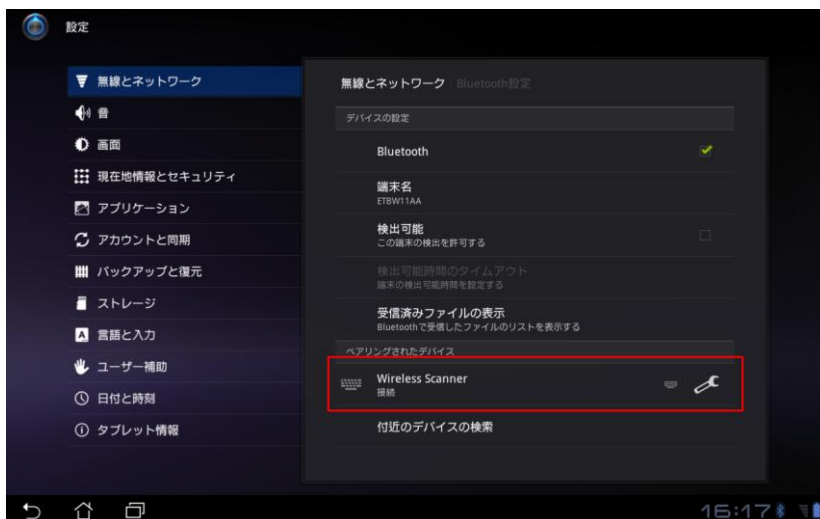 設定
無線とネットワーク
音
画面
現在地情報とセキュリティ
アプリケーション
アカウントと同期
バックアップと復元
ストレージ
言語と入力
ユーザー補助
日付と時刻
タブレット情報
無線とネットワーク Bluetooth設定
デバイスの設定
Bluetooth
端末名
ETBW11AA
検出可能
この端末の検出を許可する
検出可能時間のタイムアウト
端末の検出可能時間を設定する
受信済みファイルの表示
Bluetoothで受信したファイルのリストを表示する
ペアリングされたデバイス
Wireless Scanner
接続
付近のデバイスの検索
16:17